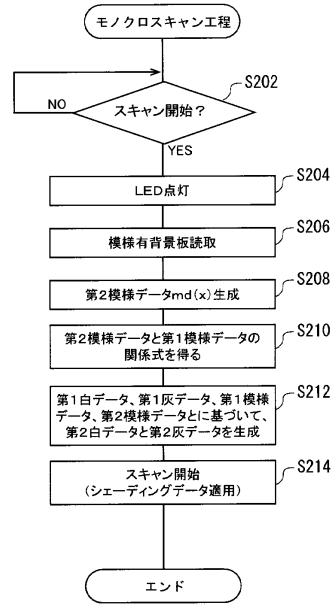 モノクロスキャン工程
S202
スキャン開始?
NO
YES
S204
LED点灯
S206
模様有背景板読取
S208
第2模様データmd(x)生成
S210
第2模様データと第1模様データの
関係式を得る
S212
第1白データ、第1灰データ、第1模様
データ、第2模様データとに基づいて、
第2白データと第2灰データを生成
S214
スキャン開始
(シェーディングデータ適用)
エンド